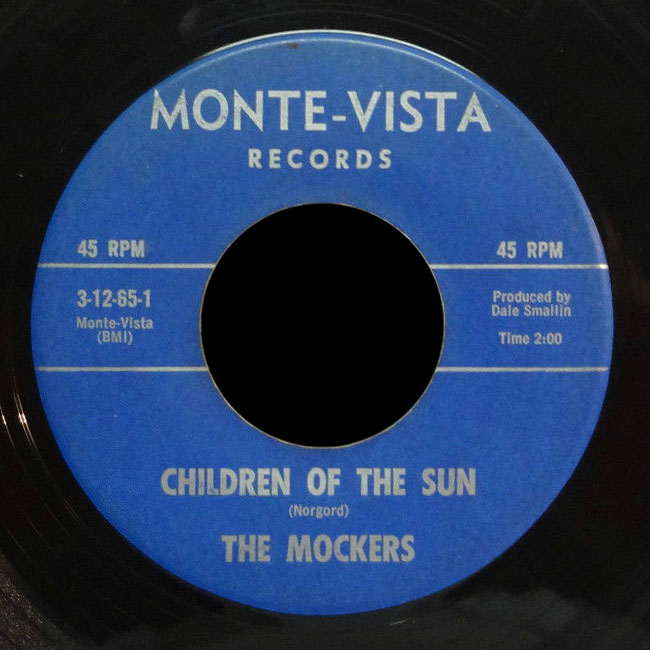 MONTE-VISTA
RECORDS
45 RPM
45 RPM
3-12-65-1
Monte-Vista
(BMI)
Produced by
Dale Smallin
Time 2:00
CHILDREN OF THE SUN
(Norgord)
THE MOCKERS